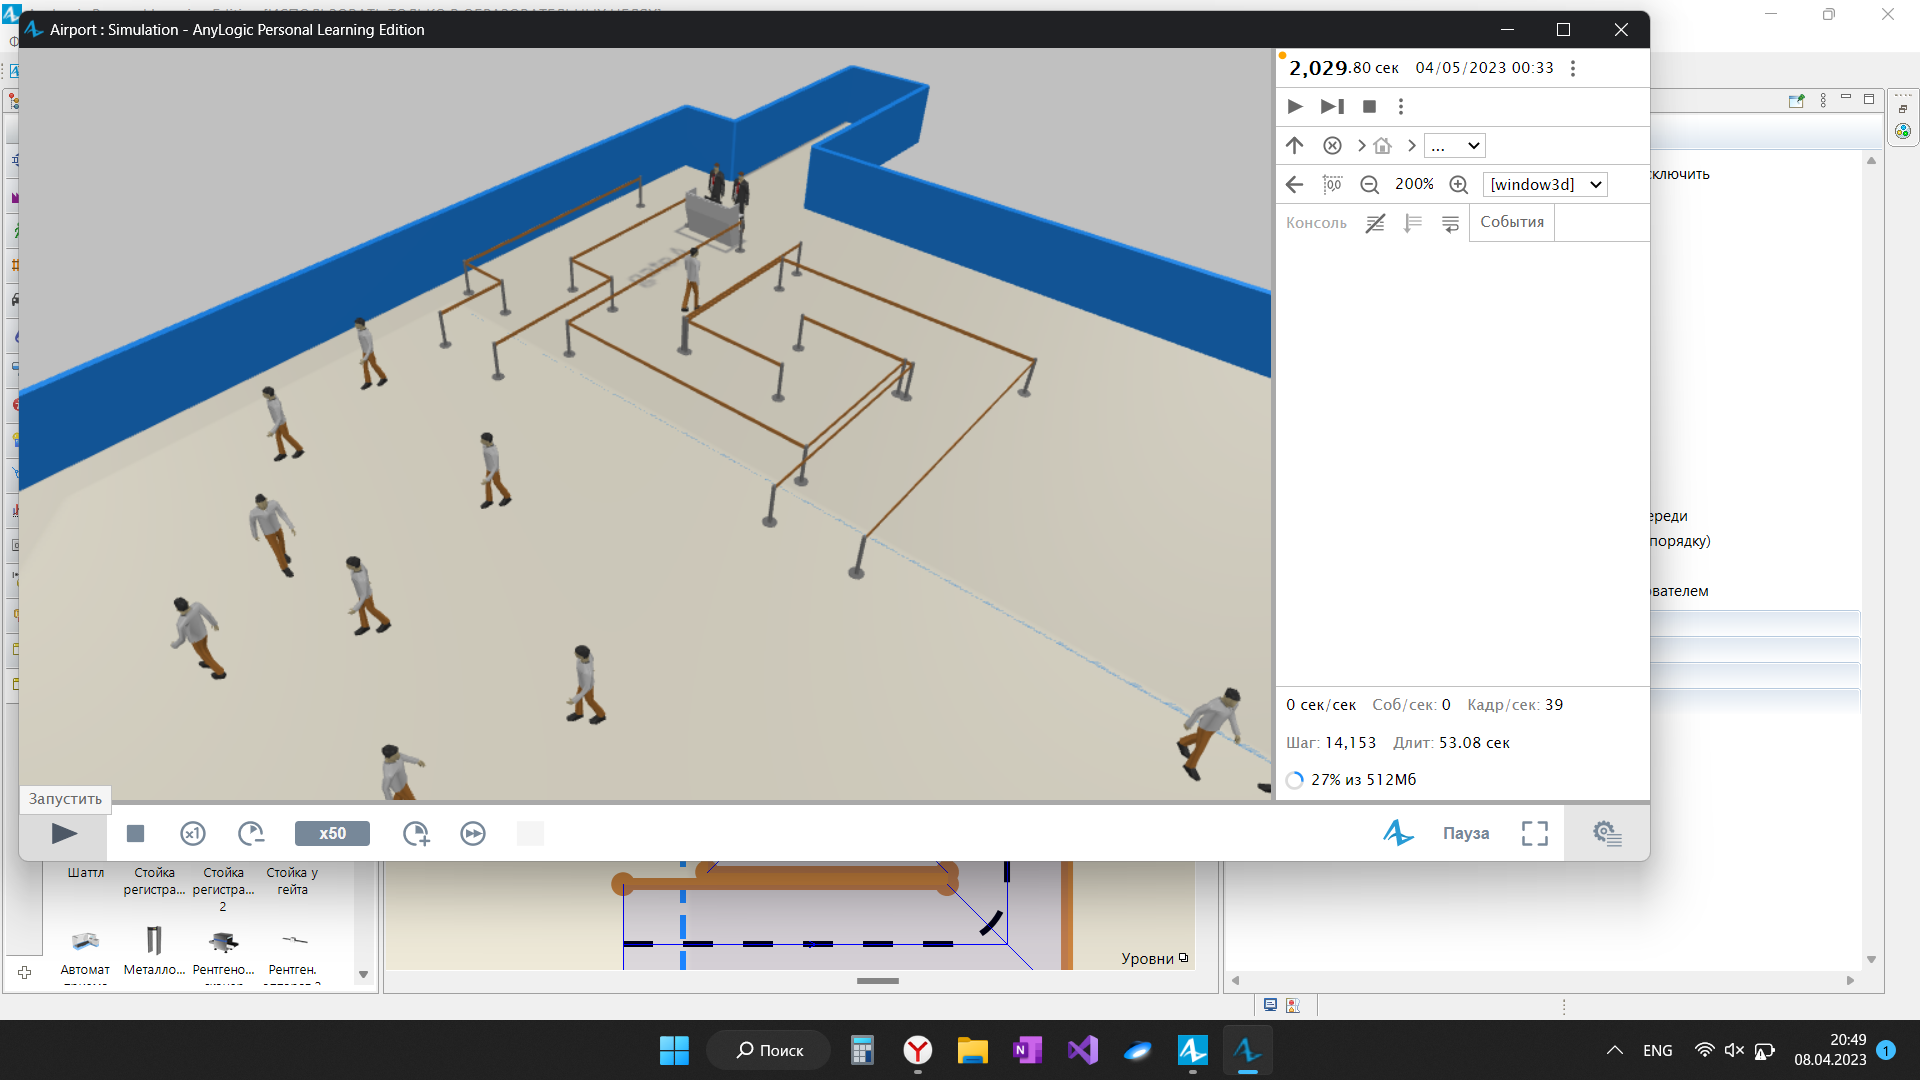 Airport : Simulation - AnyLogic Personal Learning Edition
2,029.80 сек 04/05/2023 00:33
...
200% [window3d]
Консоль События
0 сек/сек Соб/сек: 0 Кадр/сек: 39
Шаг: 14,153 Длит: 53.08 сек
27% из 512Мб
Запустить
x1 x50 Пауза
ключить
ереди
порядку)
вателем
Шаттл
Стойка регистра...
Стойка регистра... 2
Стойка у гейта
Автомат
Металло...
Рентгено...
Рентген.
Уровни
Поиск
ENG
20:49
08.04.2023
1